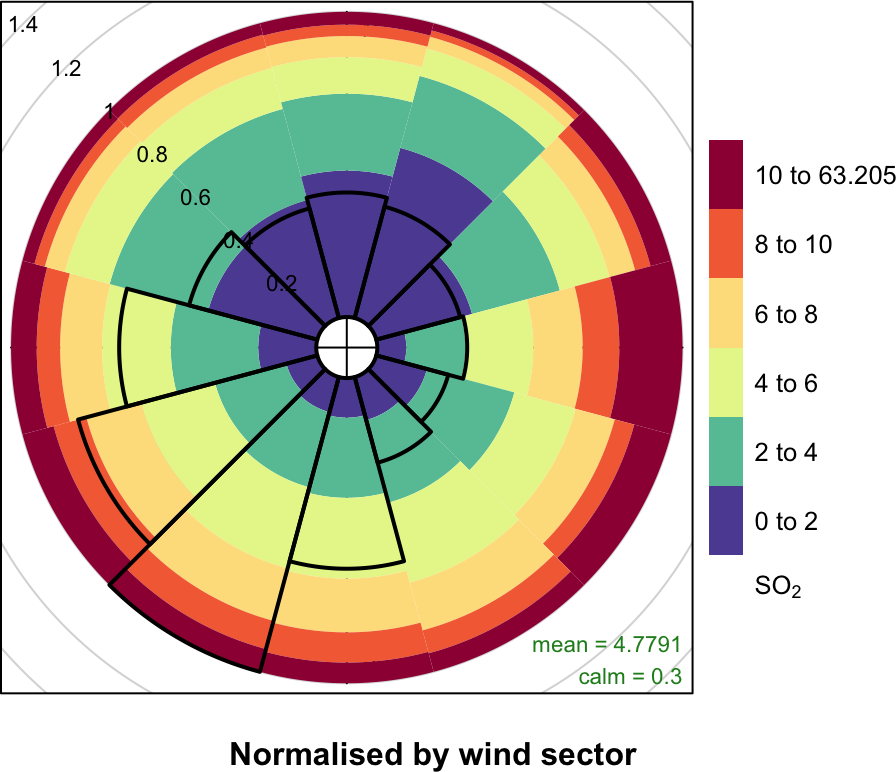 1.4
1.2
1
0.8
0.6
0.4
0.2
10 to 63.205
8 to 10
6 to 8
4 to 6
2 to 4
0 to 2
SO₂
mean = 4.7791
calm = 0.3
Normalised by wind sector